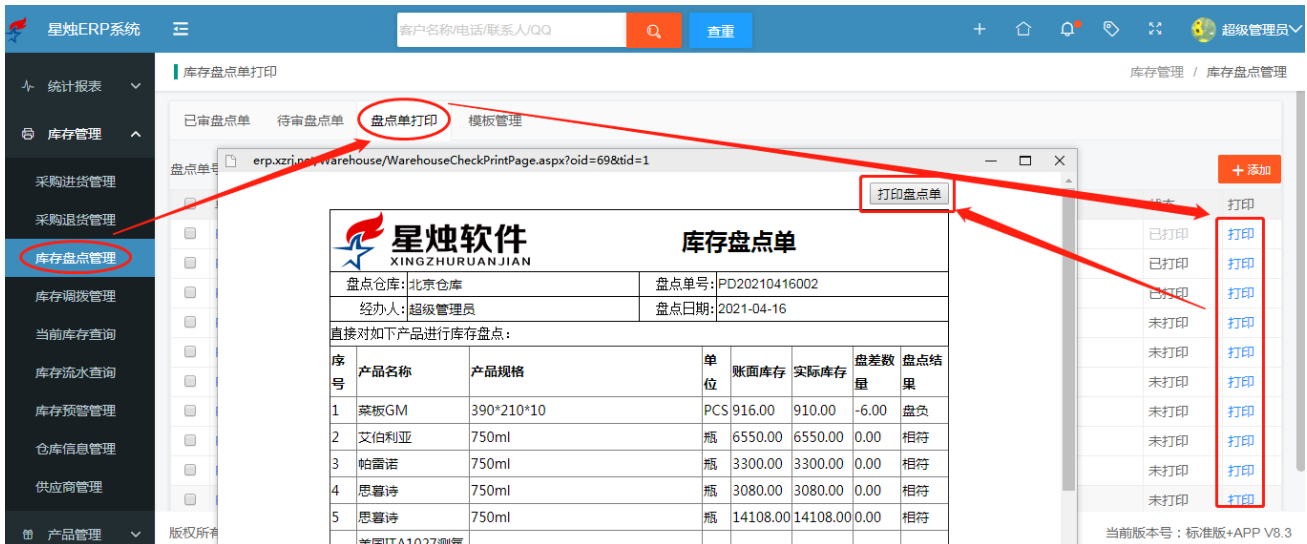 星烛ERP系统
客户名称/电话/联系人/QQ
查重
超级管理员
统计报表
库存管理
采购进货管理
采购退货管理
库存盘点管理
库存调拨管理
当前库存查询
库存流水查询
库存预警管理
仓库信息管理
供应商管理
产品管理
库存盘点单打印
库存管理 / 库存盘点管理
已审盘点单 待审盘点单 盘点单打印 模板管理
盘点单号
+添加
erp.xzrj.net/Warehouse/WarehouseCheckPrintPage.aspx?oid=69&tid=1
打印盘点单
星烛软件
XINGZHURUANJIAN
库存盘点单
盘点仓库: 北京仓库 盘点单号: PD20210416002
经办人: 超级管理员 盘点日期: 2021-04-16
直接对如下产品进行库存盘点：
序号 产品名称 产品规格 单位 账面库存 实际库存 盘差数量 盘点结果
1 菜板GM 390*210*10 PCS 916.00 910.00 -6.00 盘负
2 艾伯利亚 750ml 瓶 6550.00 6550.00 0.00 相符
3 帕雷诺 750ml 瓶 3300.00 3300.00 0.00 相符
4 思暮诗 750ml 瓶 3080.00 3080.00 0.00 相符
5 思暮诗 750ml 瓶 14108.00 14108.00 0.00 相符
状态 打印
已打印 打印
已打印 打印
已打印 打印
未打印 打印
未打印 打印
未打印 打印
未打印 打印
未打印 打印
未打印 打印
未打印 打印
版权所有
当前版本号：标准版+APP V8.3